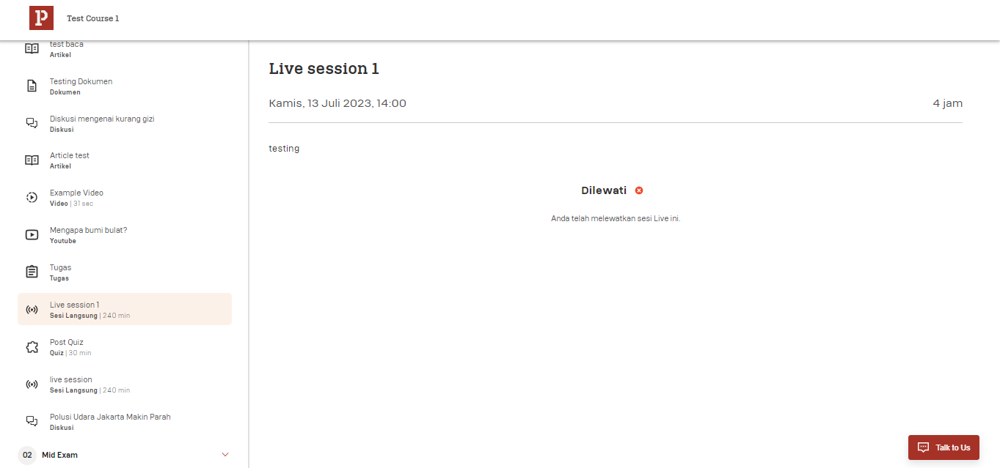 P
Test Course 1
test baca
Artikel
Testing Dokumen
Dokumen
Diskusi mengenai kurang gizi
Diskusi
Article test
Artikel
Example Video
Video | 31 sec
Mengapa bumi bulat?
Youtube
Tugas
Tugas
Live session 1
Sesi Langsung | 240 min
Post Quiz
Quiz | 30 min
live session
Sesi Langsung | 240 min
Polusi Udara Jakarta Makin Parah
Diskusi
02 Mid Exam
Live session 1
Kamis, 13 Juli 2023, 14:00 4 jam
testing
Dilewati
Anda telah melewatkan sesi Live ini.
Talk to Us